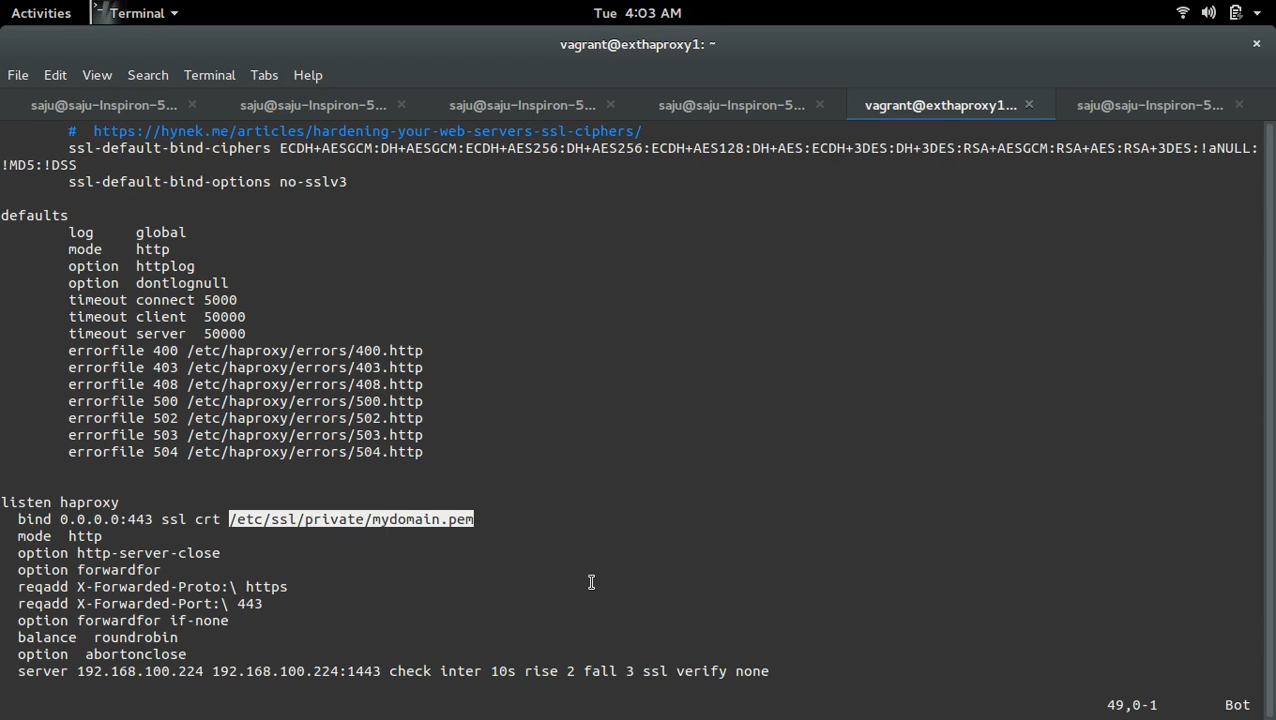 Activities Terminal Tue 4:03 AM
vagrant@exthaproxy1: ~ ×
File Edit View Search Terminal Tabs Help
saju@saju-Inspiron-5... × saju@saju-Inspiron-5... × saju@saju-Inspiron-5... × saju@saju-Inspiron-5... × vagrant@exthaproxy1... × saju@saju-Inspiron-5... ×
# https://hynek.me/articles/hardening-your-web-servers-ssl-ciphers/
ssl-default-bind-ciphers ECDH+AESGCM:DH+AESGCM:ECDH+AES256:DH+AES256:ECDH+AES128:DH+AES:ECDH+3DES:DH+3DES:RSA+AESGCM:RSA+AES:RSA+3DES:!aNULL:
!MD5:!DSS
ssl-default-bind-options no-sslv3
defaults
log global
mode http
option httplog
option dontlognull
timeout connect 5000
timeout client 50000
timeout server 50000
errorfile 400 /etc/haproxy/errors/400.http
errorfile 403 /etc/haproxy/errors/403.http
errorfile 408 /etc/haproxy/errors/408.http
errorfile 500 /etc/haproxy/errors/500.http
errorfile 502 /etc/haproxy/errors/502.http
errorfile 503 /etc/haproxy/errors/503.http
errorfile 504 /etc/haproxy/errors/504.http
listen haproxy
bind 0.0.0.0:443 ssl crt /etc/ssl/private/mydomain.pem
mode http
option http-server-close
option forwardfor
reqadd X-Forwarded-Proto:\ https
reqadd X-Forwarded-Port:\ 443
option forwardfor if-none
balance roundrobin
option abortonclose
server 192.168.100.224 192.168.100.224:1443 check inter 10s rise 2 fall 3 ssl verify none
49,0-1 Bot